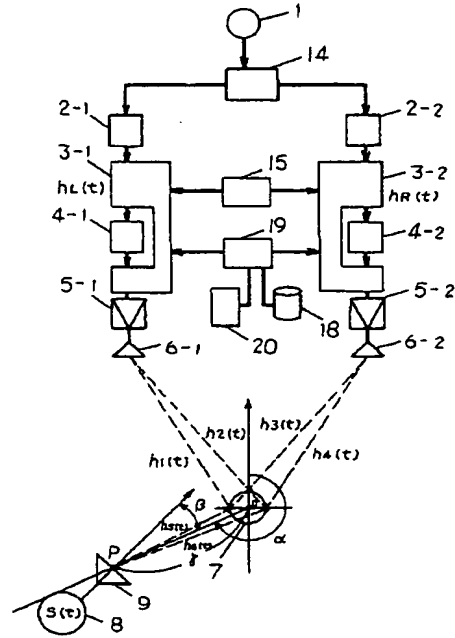 1
14
2-1
2-2
3-1
3-2
hL(t)
15
hR(t)
4-1
4-2
19
5-1
5-2
20
18
6-1
6-2
h2(t)
h3(t)
h1(t)
h4(t)
β
h5(t)
α
P
γ
7
9
S(t)
8